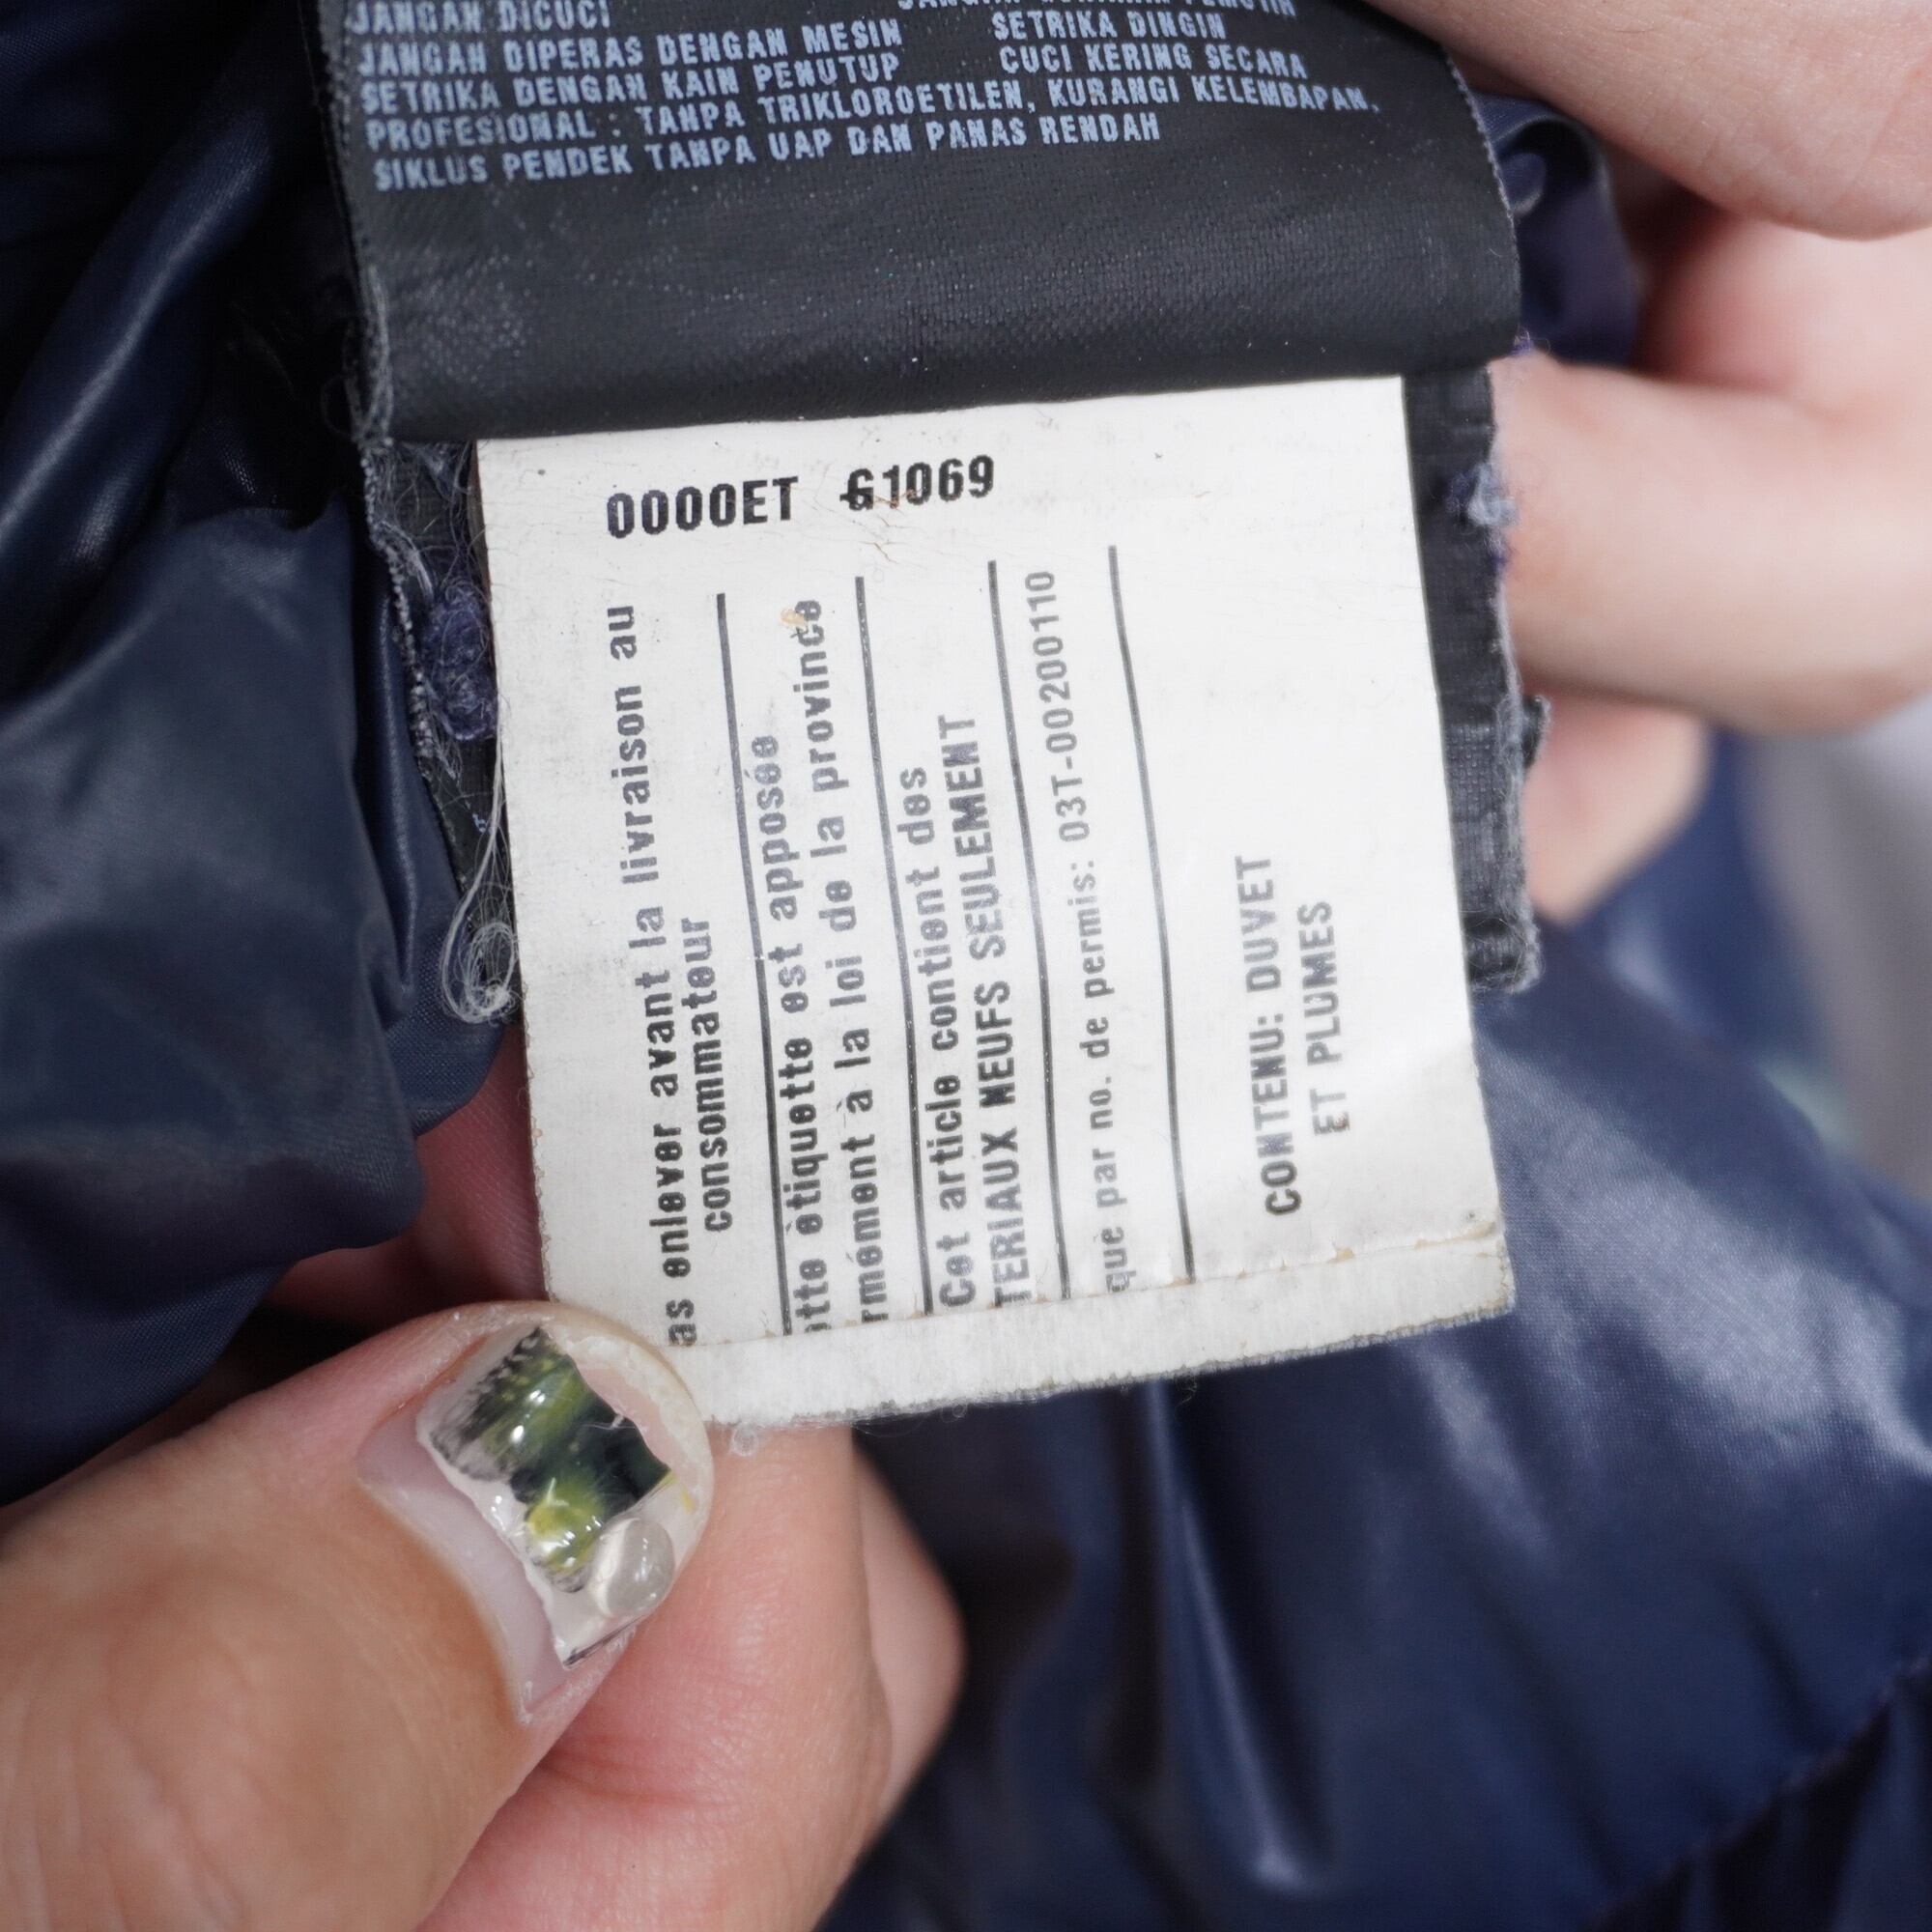 JANGAN DICUCI
JANGAN DIPERAS DENGAN MESIN SETRIKA DINGIN
SETRIKA DENGAN KAIN PENUTUP CUCI KERING SECARA
PROFESIONAL : TANPA TRIKLOROETILEN, KURANGI KELEMBAPAN,
SIKLUS PENDEK TANPA UAP DAN PANAS RENDAH
0000ET G1069
as enlever avant la livraison au
consommateur
ette étiquette est apposée
rmément à la loi de la province
Cet article contient des
TERIAUX NEUFS SEULEMENT
que par no. de permis: 03T-00200110
CONTENU: DUVET
ET PLUMES